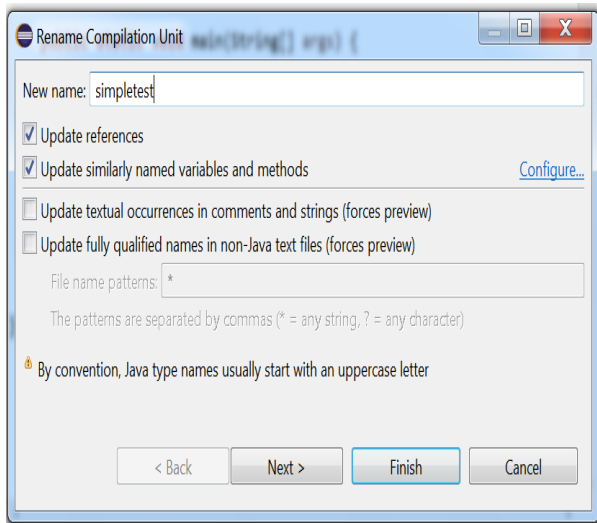 Rename Compilation Unit
main(String[] args) {
New name: simpletest
Update references
Update similarly named variables and methods Configure...
Update textual occurrences in comments and strings (forces preview)
Update fully qualified names in non-Java text files (forces preview)
File name patterns: *
The patterns are separated by commas (* = any string, ? = any character)
By convention, Java type names usually start with an uppercase letter
< Back Next > Finish Cancel